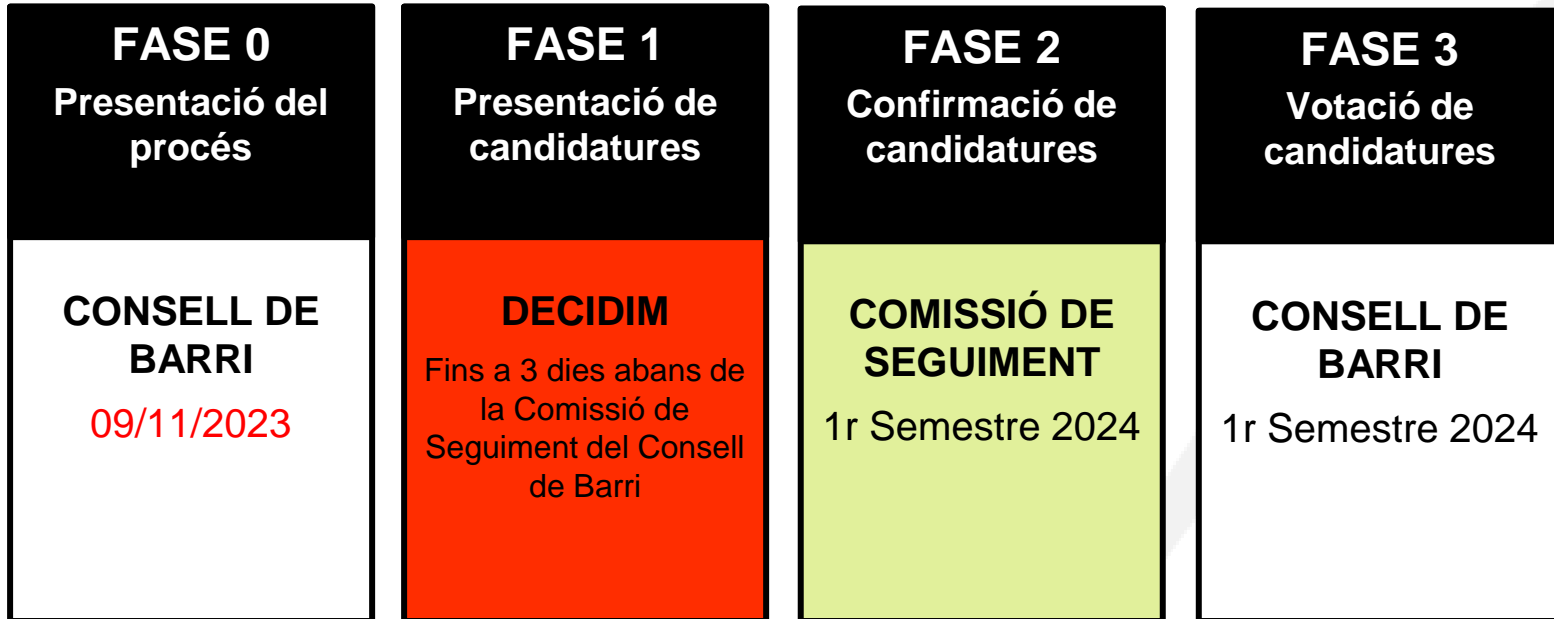 FASE 0
Presentació del
procés
CONSELL DE
BARRI
09/11/2023
FASE 1
Presentació de
candidatures
DECIDIM
Fins a 3 dies abans de
la Comissió de
Seguiment del Consell
de Barri
FASE 2
Confirmació de
candidatures
COMISSIÓ DE
SEGUIMENT
1r Semestre 2024
FASE 3
Votació de
candidatures
CONSELL DE
BARRI
1r Semestre 2024